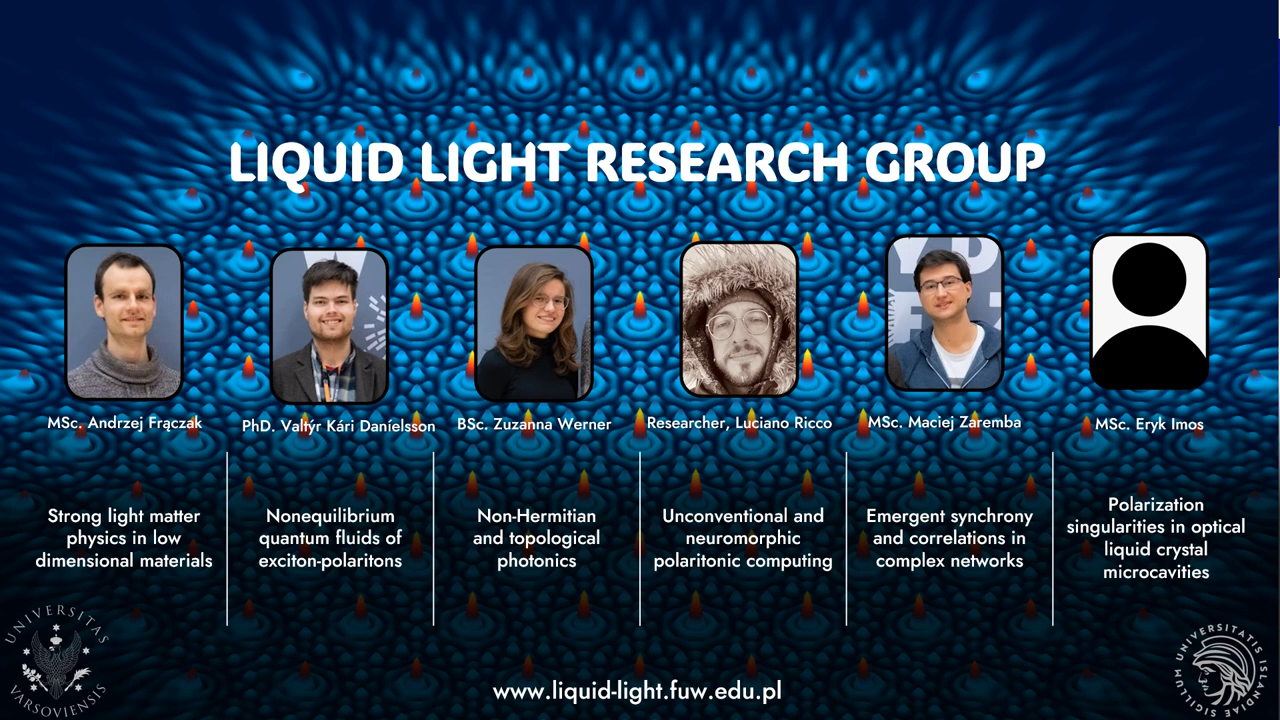 LIQUID LIGHT RESEARCH GROUP
MSc. Andrzej Frączak
PhD. Valtýr Kári Daníelsson
BSc. Zuzanna Werner
Researcher, Luciano Ricco
MSc. Maciej Zaremba
MSc. Eryk Imos
Strong light matter
physics in low
dimensional materials
Nonequilibrium
quantum fluids of
exciton-polaritons
Non-Hermitian
and topological
photonics
Unconventional and
neuromorphic
polaritonic computing
Emergent synchrony
and correlations in
complex networks
Polarization
singularities in optical
liquid crystal
microcavities
UNIVERSITAS
VARSOVIENSIS
www.liquid-light.fuw.edu.pl
SIGILLUM UNIVERSITATIS ISLANDIAE